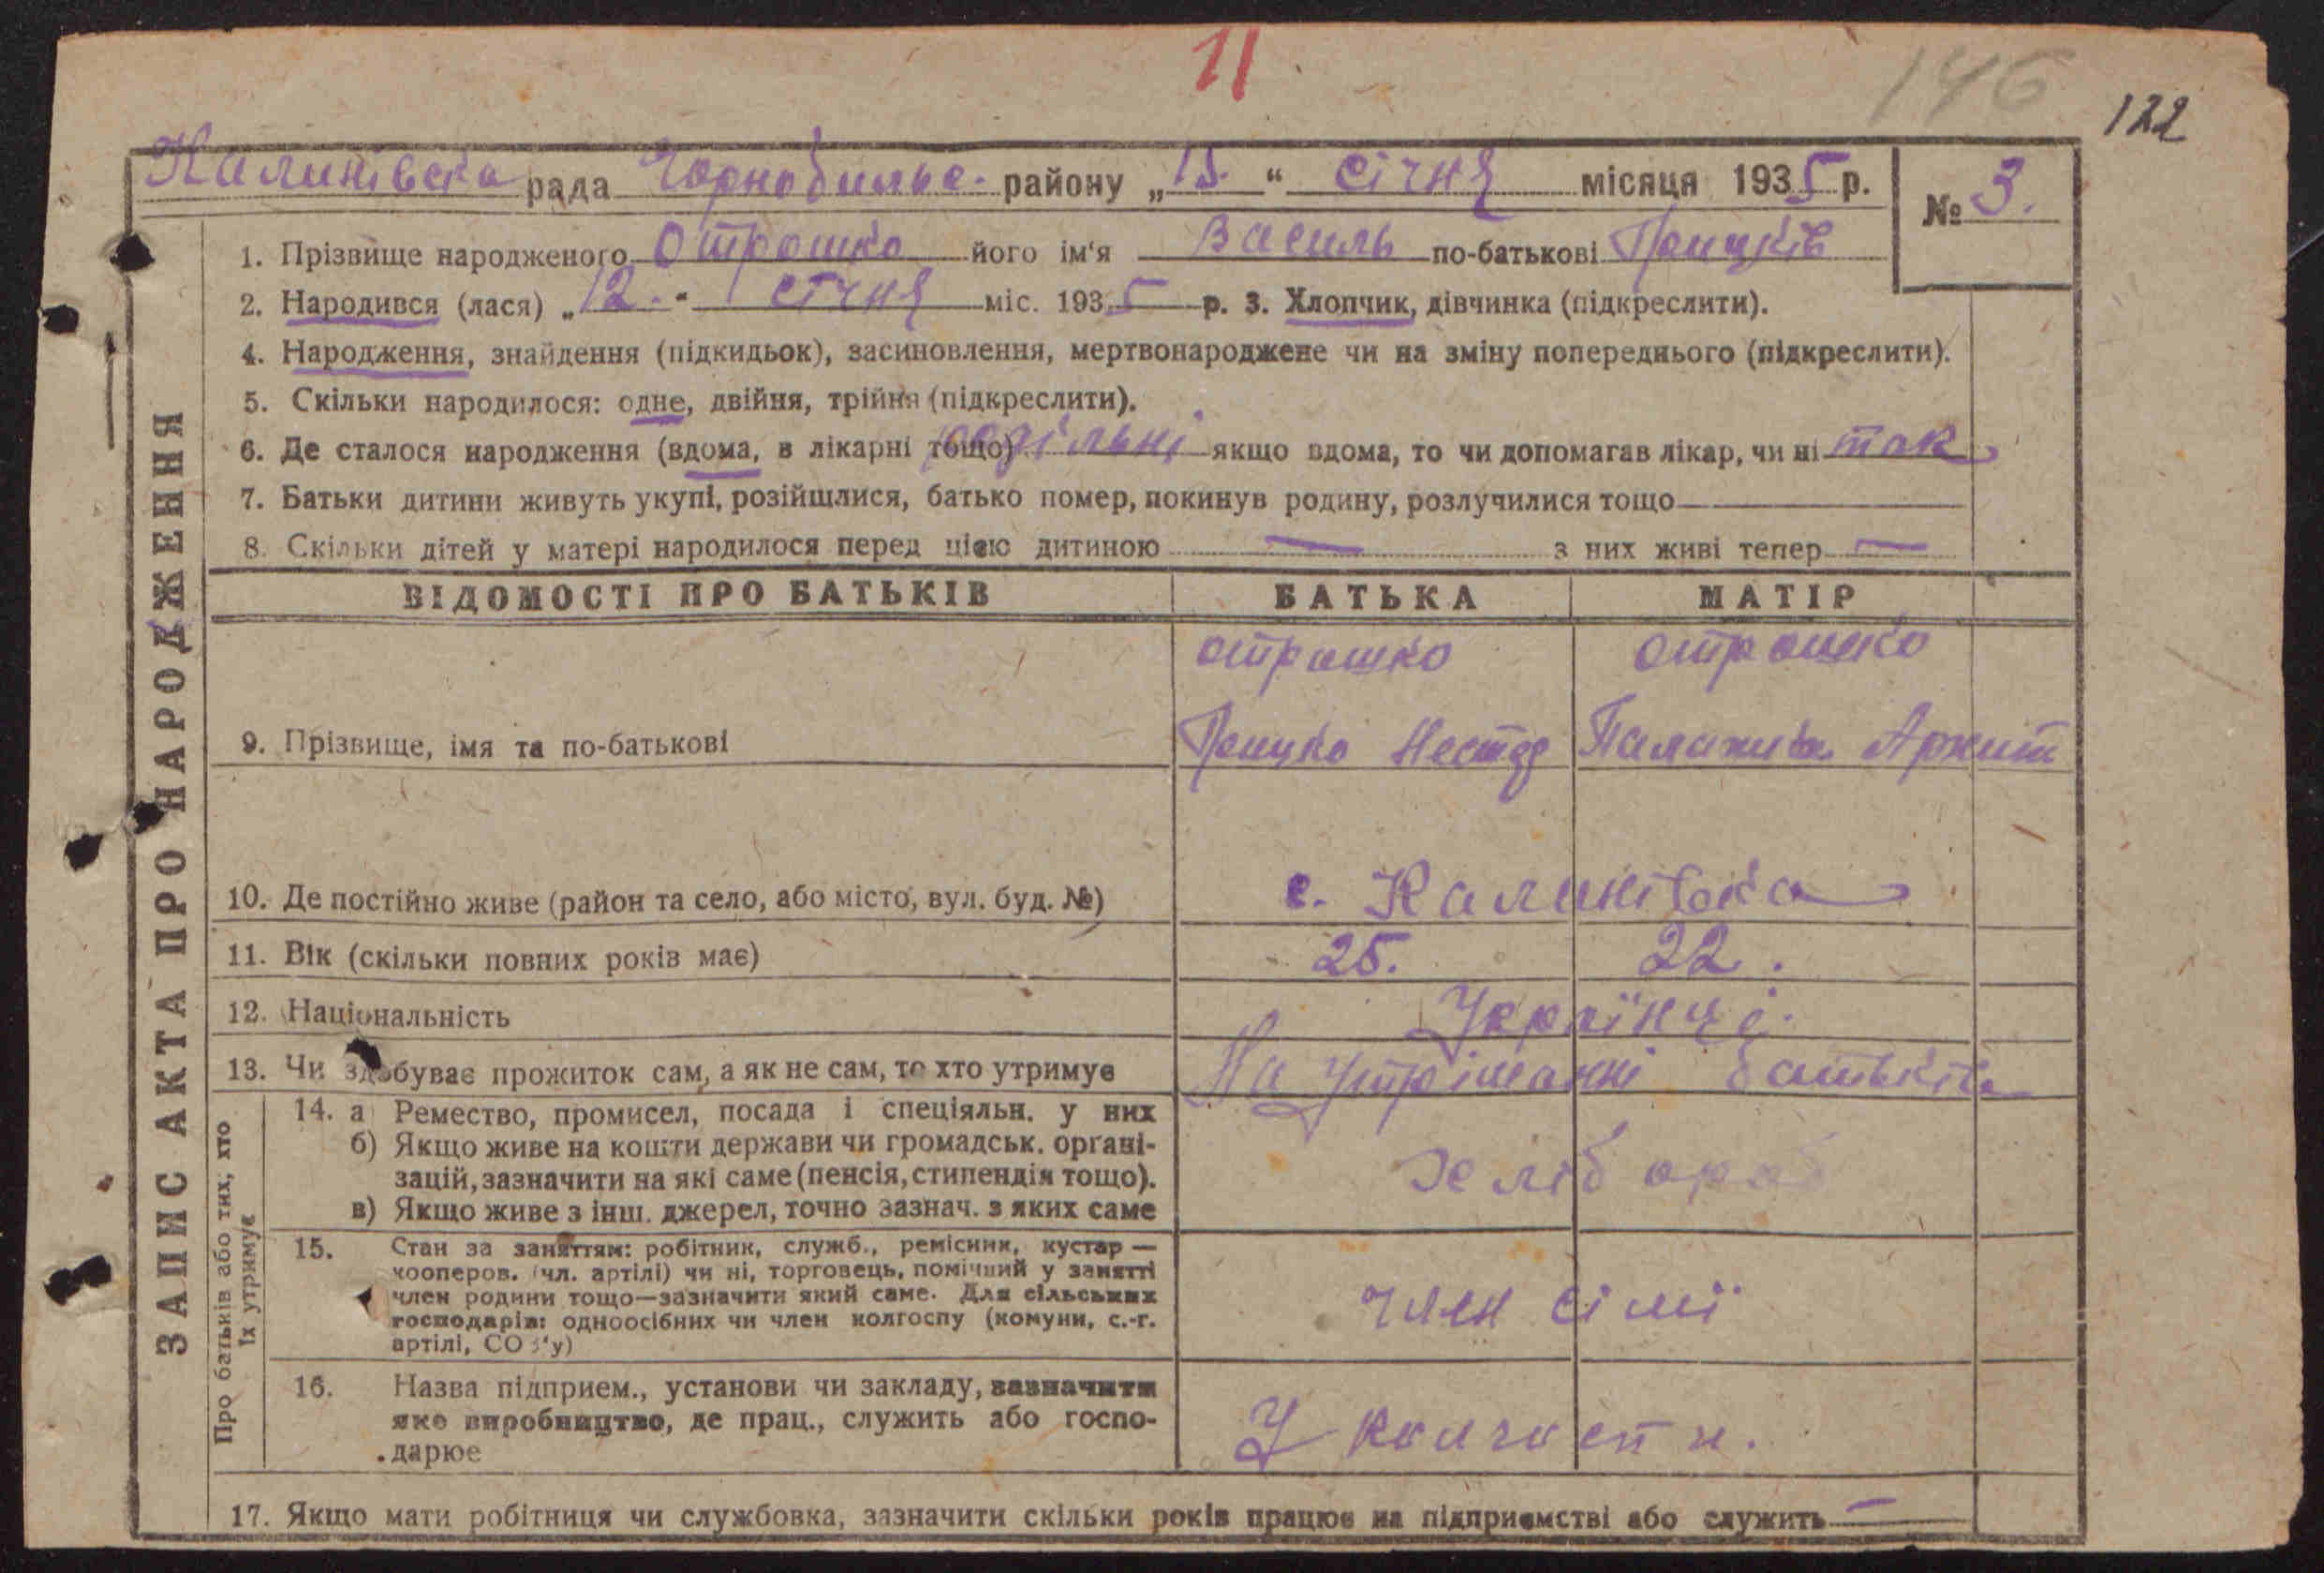 11
146
122
Калинівська рада Чорнобильс. району „15.“ січня місяця 1935 р.
№ 3.
1. Прізвище народженого Отрошко його ім‘я Василь по-батькові Грицків
2. Народився (лася) „12.“ січня міс. 1935 р. 3. Хлопчик, дівчинка (підкреслити).
4. Народження, знайдення (підкидьок), засиновлення, мертвонароджене чи на зміну попереднього (підкреслити).
5. Скільки народилося: одне, двійня, трійня (підкреслити).
6. Де сталося народження (вдома, в лікарні тощо) якщо вдома, то чи допомагав лікар, чи ні так
7. Батьки дитини живуть укупі, розійшлися, батько помер, покинув родину, розлучилися тощо
8. Скільки дітей у матері народилося перед цією дитиною — з них живі тепер —
ВІДОМОСТІ ПРО БАТЬКІВ БАТЬКА МАТІР
Отрошко Отрошко
9. Прізвище, імя та по-батькові Грицко Нестор Палажка Архип
10. Де постійно живе (район та село, або місто, вул. буд. №) с. Калинівка
11. Вік (скільки повних років має) 25. 22.
12. Національність Українці.
13. Чи здобуває прожиток сам, а як не сам, то хто утримує На утріманні батьків
14. а Ремество, промисел, посада і спеціяльн. у них
б) Якщо живе на кошти держави чи громадськ. органі-
зацій, зазначити на які саме (пенсія, стипендія тощо).
в) Якщо живе з інш. джерел, точно зазнач. з яких саме
хлібороб
15. Стан за заняттям: робітник, служб., ремісник, кустар —
кооперов. (чл. артілі) чи ні, торговець, помічний у занятті
член родини тощо—зазначити який саме. Для сільських
господарів: одноосібних чи член колгоспу (комуни, с.-г.
артілі, СОЗ‘у)
член сімї
16. Назва підприєм., установи чи закладу, зазначити
яке виробництво, де прац., служить або госпо-
дарює
У колгосп и.
17. Якщо мати робітниця чи службовка, зазначити скільки років працює на підприємстві або служить —
ЗАПИС АКТА ПРО НАРОДЖЕННЯ
Про батьків або тих, хто
їх утримує